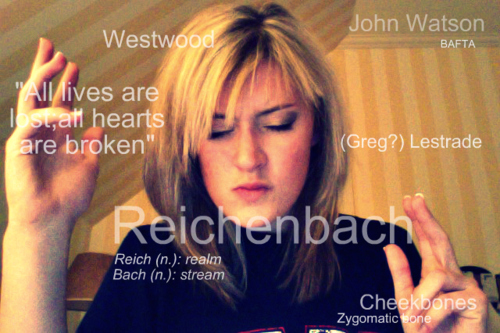 Westwood
John Watson
BAFTA
"All lives are
lost;all hearts
are broken"
(Greg?) Lestrade
Reichenbach
Reich (n.): realm
Bach (n.): stream
Cheekbones
Zygomatic bone